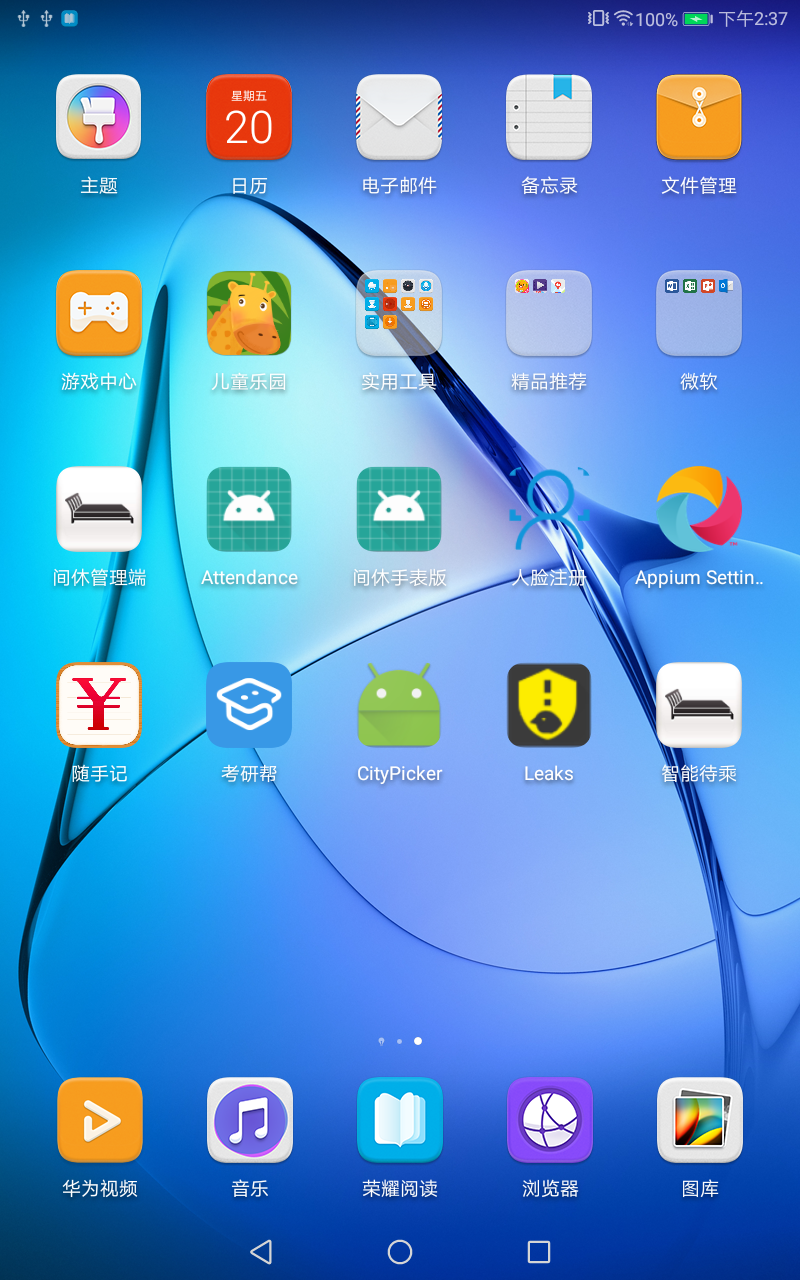 100% 下午2:37
星期五
20
主题 日历 电子邮件 备忘录 文件管理
游戏中心 儿童乐园 实用工具 精品推荐 微软
间休管理端 Attendance 间休手表版 人脸注册 Appium Settin..
随手记 考研帮 CityPicker Leaks 智能待乘
华为视频 音乐 荣耀阅读 浏览器 图库